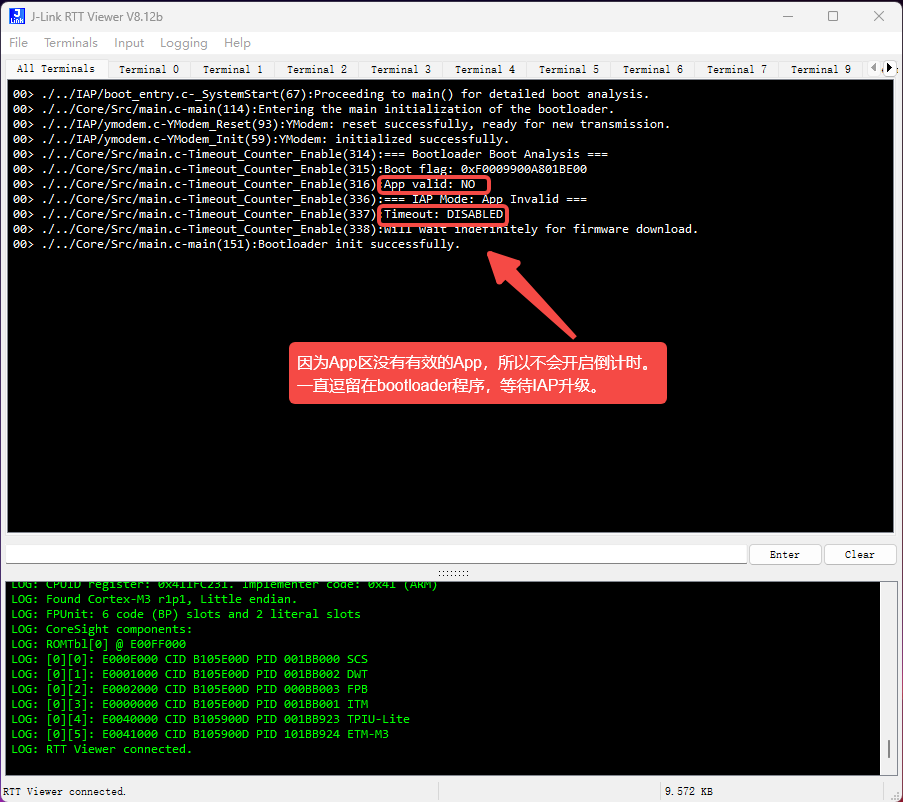 J-Link RTT Viewer V8.12b
File Terminals Input Logging Help
All Terminals Terminal 0 Terminal 1 Terminal 2 Terminal 3 Terminal 4 Terminal 5 Terminal 6 Terminal 7 Terminal 8 Terminal 9
00> ./../IAP/boot_entry.c-_SystemStart(67):Proceeding to main() for detailed boot analysis.
00> ./../Core/Src/main.c-main(114):Entering the main initialization of the bootloader.
00> ./../IAP/ymodem.c-YModem_Reset(93):YModem: reset successfully, ready for new transmission.
00> ./../IAP/ymodem.c-YModem_Init(59):YModem: initialized successfully.
00> ./../Core/Src/main.c-Timeout_Counter_Enable(314):=== Bootloader Boot Analysis ===
00> ./../Core/Src/main.c-Timeout_Counter_Enable(315):Boot flag: 0xF0009900A801BE00
00> ./../Core/Src/main.c-Timeout_Counter_Enable(316):App valid: NO
00> ./../Core/Src/main.c-Timeout_Counter_Enable(336):=== IAP Mode: App Invalid ===
00> ./../Core/Src/main.c-Timeout_Counter_Enable(337):Timeout: DISABLED
00> ./../Core/Src/main.c-Timeout_Counter_Enable(338):Will wait indefinitely for firmware download.
00> ./../Core/Src/main.c-main(151):Bootloader init successfully.
因为App区没有有效的App，所以不会开启倒计时。
一直逗留在bootloader程序，等待IAP升级。
Enter Clear
LOG: CPUID register: 0x411FC231. Implementer code: 0x41 (ARM)
LOG: Found Cortex-M3 r1p1, Little endian.
LOG: FPUnit: 6 code (BP) slots and 2 literal slots
LOG: CoreSight components:
LOG: ROMTbl[0] @ E00FF000
LOG: [0][0]: E000E000 CID B105E00D PID 001BB000 SCS
LOG: [0][1]: E0001000 CID B105E00D PID 001BB002 DWT
LOG: [0][2]: E0002000 CID B105E00D PID 000BB003 FPB
LOG: [0][3]: E0000000 CID B105E00D PID 001BB001 ITM
LOG: [0][4]: E0040000 CID B105900D PID 001BB923 TPIU-Lite
LOG: [0][5]: E0041000 CID B105900D PID 101BB924 ETM-M3
LOG: RTT Viewer connected.
RTT Viewer connected. 9.572 KB